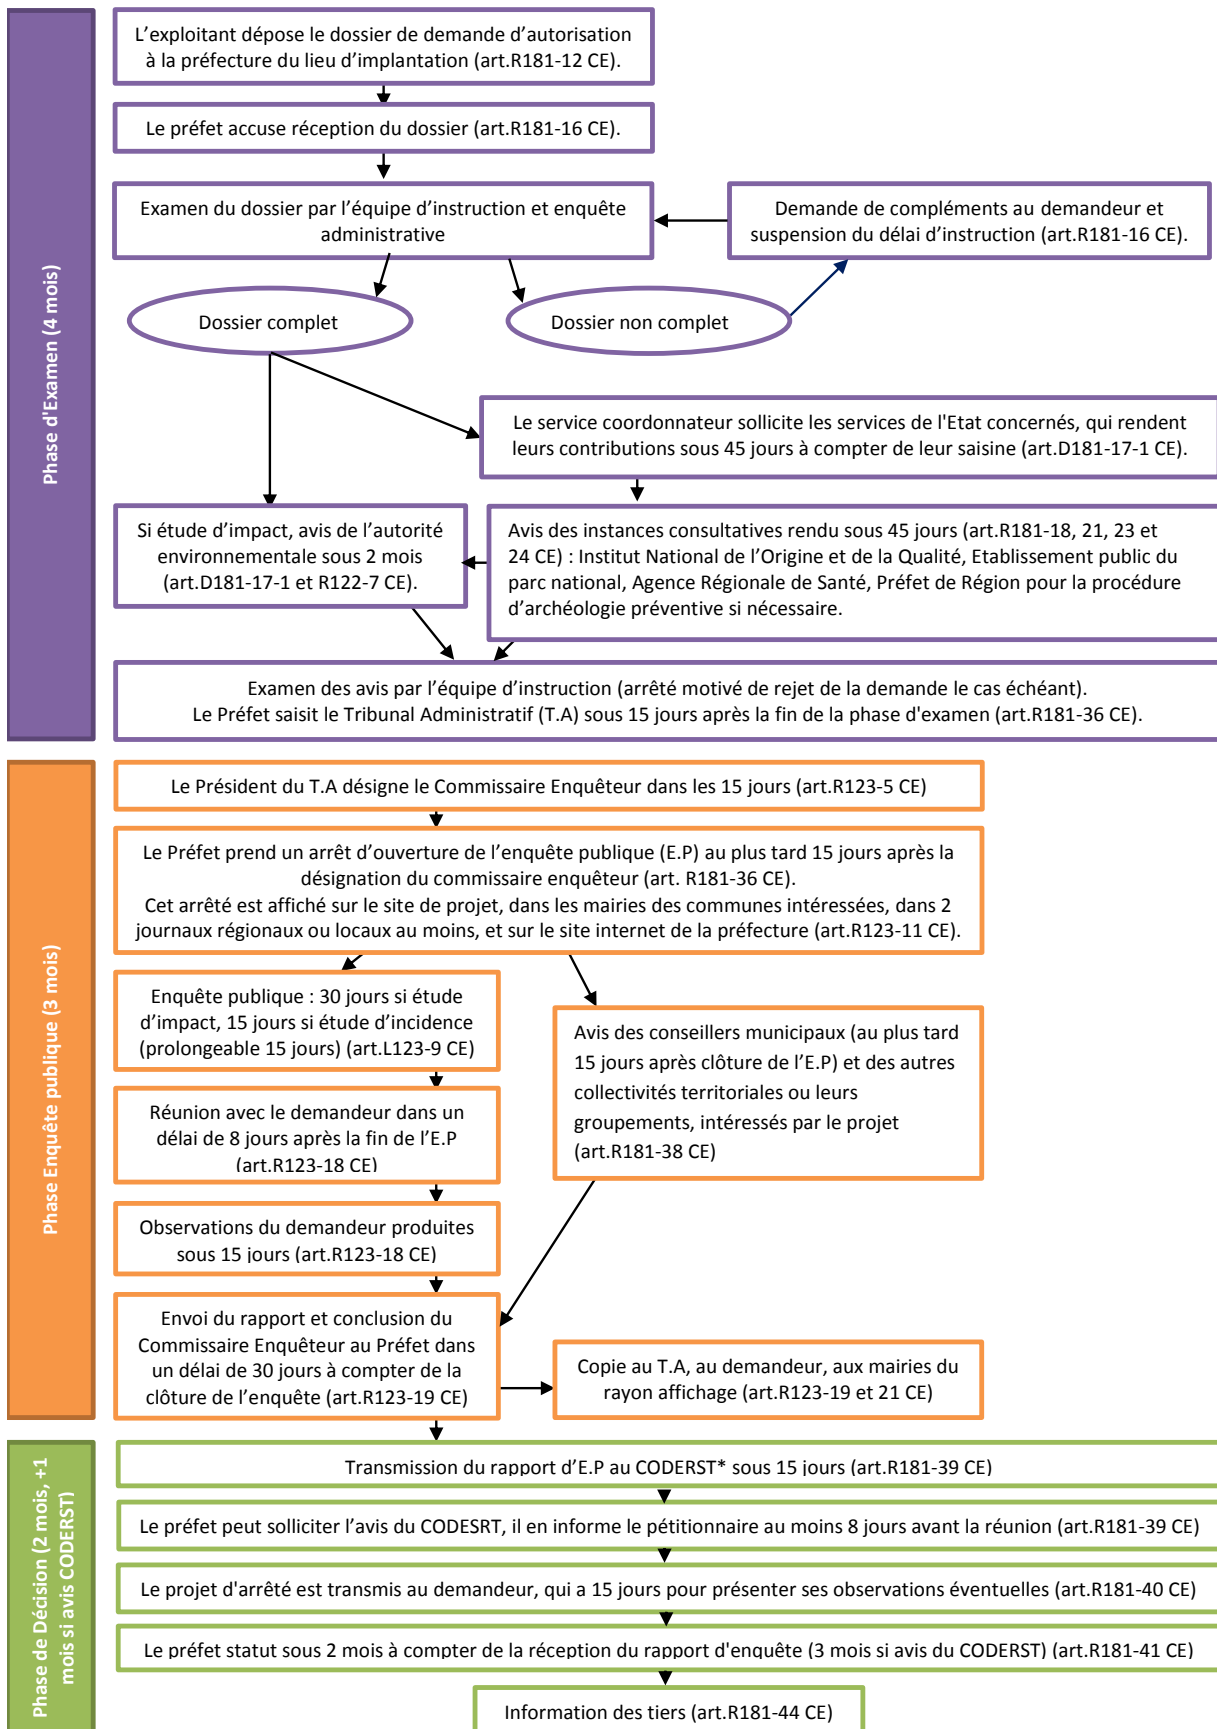 Phase d'Examen (4 mois)
L'exploitant dépose le dossier de demande d'autorisation
à la préfecture du lieu d'implantation (art.R181-12 CE).
Le préfet accuse réception du dossier (art.R181-16 CE).
Examen du dossier par l'équipe d'instruction et enquête
administrative
Demande de compléments au demandeur et
suspension du délai d'instruction (art.R181-16 CE).
Dossier complet
Dossier non complet
Le service coordonnateur sollicite les services de l'Etat concernés, qui rendent
leurs contributions sous 45 jours à compter de leur saisine (art.D181-17-1 CE).
Si étude d'impact, avis de l'autorité
environnementale sous 2 mois
(art.D181-17-1 et R122-7 CE).
Avis des instances consultatives rendu sous 45 jours (art.R181-18, 21, 23 et
24 CE) : Institut National de l'Origine et de la Qualité, Etablissement public du
parc national, Agence Régionale de Santé, Préfet de Région pour la procédure
d'archéologie préventive si nécessaire.
Examen des avis par l'équipe d'instruction (arrêté motivé de rejet de la demande le cas échéant).
Le Préfet saisit le Tribunal Administratif (T.A) sous 15 jours après la fin de la phase d'examen (art.R181-36 CE).
Phase Enquête publique (3 mois)
Le Président du T.A désigne le Commissaire Enquêteur dans les 15 jours (art.R123-5 CE)
Le Préfet prend un arrêt d'ouverture de l'enquête publique (E.P) au plus tard 15 jours après la
désignation du commissaire enquêteur (art. R181-36 CE).
Cet arrêté est affiché sur le site de projet, dans les mairies des communes intéressées, dans 2
journaux régionaux ou locaux au moins, et sur le site internet de la préfecture (art.R123-11 CE).
Enquête publique : 30 jours si étude
d'impact, 15 jours si étude d'incidence
(prolongeable 15 jours) (art.L123-9 CE)
Avis des conseillers municipaux (au plus tard
15 jours après clôture de l'E.P) et des autres
collectivités territoriales ou leurs
groupements, intéressés par le projet
(art.R181-38 CE)
Réunion avec le demandeur dans un
délai de 8 jours après la fin de l'E.P
(art.R123-18 CE)
Observations du demandeur produites
sous 15 jours (art.R123-18 CE)
Envoi du rapport et conclusion du
Commissaire Enquêteur au Préfet dans
un délai de 30 jours à compter de la
clôture de l'enquête (art.R123-19 CE)
Copie au T.A, au demandeur, aux mairies du
rayon affichage (art.R123-19 et 21 CE)
Phase de Décision (2 mois, +1
mois si avis CODERST)
Transmission du rapport d'E.P au CODERST* sous 15 jours (art.R181-39 CE)
Le préfet peut solliciter l'avis du CODESRT, il en informe le pétitionnaire au moins 8 jours avant la réunion (art.R181-39 CE)
Le projet d'arrêté est transmis au demandeur, qui a 15 jours pour présenter ses observations éventuelles (art.R181-40 CE)
Le préfet statut sous 2 mois à compter de la réception du rapport d'enquête (3 mois si avis du CODERST) (art.R181-41 CE)
Information des tiers (art.R181-44 CE)